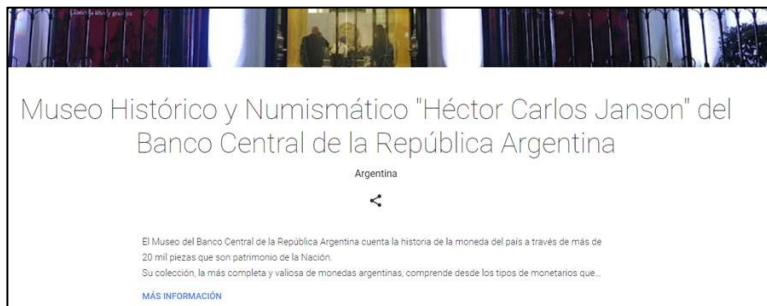 Museo Histórico y Numismático "Héctor Carlos Janson" del
Banco Central de la República Argentina
Argentina
El Museo del Banco Central de la República Argentina cuenta la historia de la moneda del país a través de más de
20 mil piezas que son patrimonio de la Nación.
Su colección, la más completa y valiosa de monedas argentinas, comprende desde los tipos de monetarios que...
MÁS INFORMACIÓN